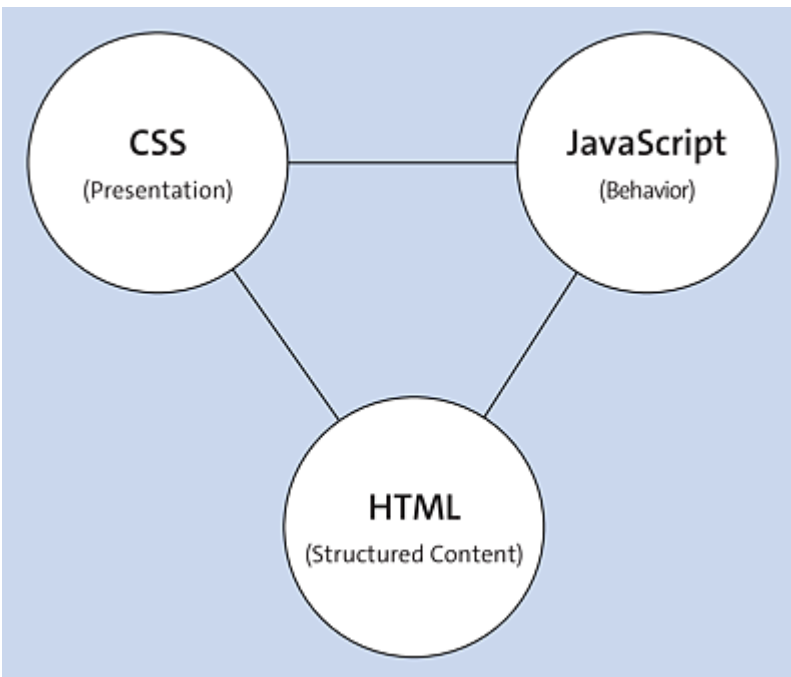 CSS
(Presentation)
JavaScript
(Behavior)
HTML
(Structured Content)